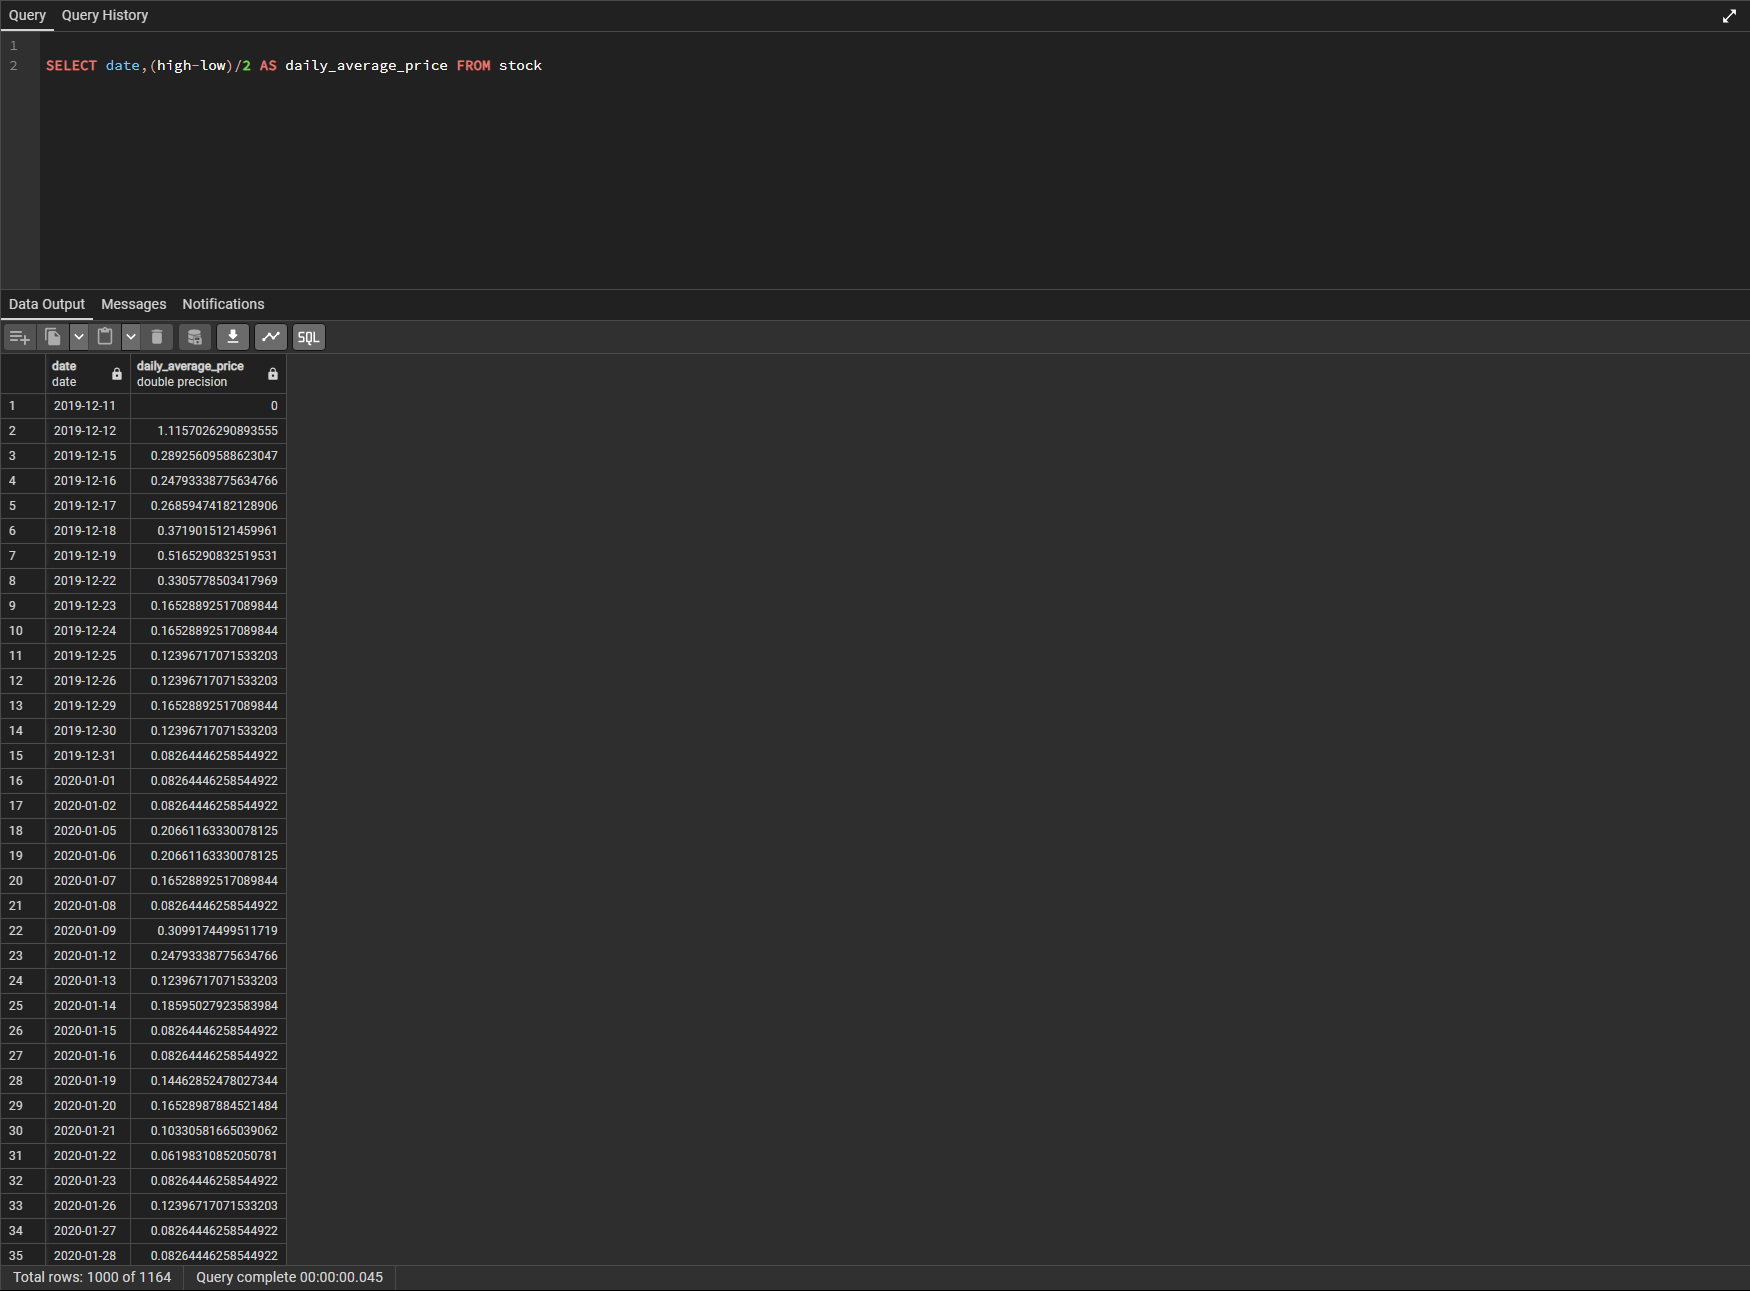 Query Query History
1
2 SELECT date,(high-low)/2 AS daily_average_price FROM stock
Data Output Messages Notifications
SQL
date daily_average_price
date double precision
1 2019-12-11 0
2 2019-12-12 1.1157026290893555
3 2019-12-15 0.28925609588623047
4 2019-12-16 0.24793338775634766
5 2019-12-17 0.26859474182128906
6 2019-12-18 0.3719015121459961
7 2019-12-19 0.5165290832519531
8 2019-12-22 0.3305778503417969
9 2019-12-23 0.16528892517089844
10 2019-12-24 0.16528892517089844
11 2019-12-25 0.12396717071533203
12 2019-12-26 0.12396717071533203
13 2019-12-29 0.16528892517089844
14 2019-12-30 0.12396717071533203
15 2019-12-31 0.08264446258544922
16 2020-01-01 0.08264446258544922
17 2020-01-02 0.08264446258544922
18 2020-01-05 0.20661163330078125
19 2020-01-06 0.20661163330078125
20 2020-01-07 0.16528892517089844
21 2020-01-08 0.08264446258544922
22 2020-01-09 0.3099174499511719
23 2020-01-12 0.24793338775634766
24 2020-01-13 0.12396717071533203
25 2020-01-14 0.18595027923583984
26 2020-01-15 0.08264446258544922
27 2020-01-16 0.08264446258544922
28 2020-01-19 0.14462852478027344
29 2020-01-20 0.16528987884521484
30 2020-01-21 0.10330581665039062
31 2020-01-22 0.06198310852050781
32 2020-01-23 0.08264446258544922
33 2020-01-26 0.12396717071533203
34 2020-01-27 0.08264446258544922
35 2020-01-28 0.08264446258544922
Total rows: 1000 of 1164 Query complete 00:00:00.045